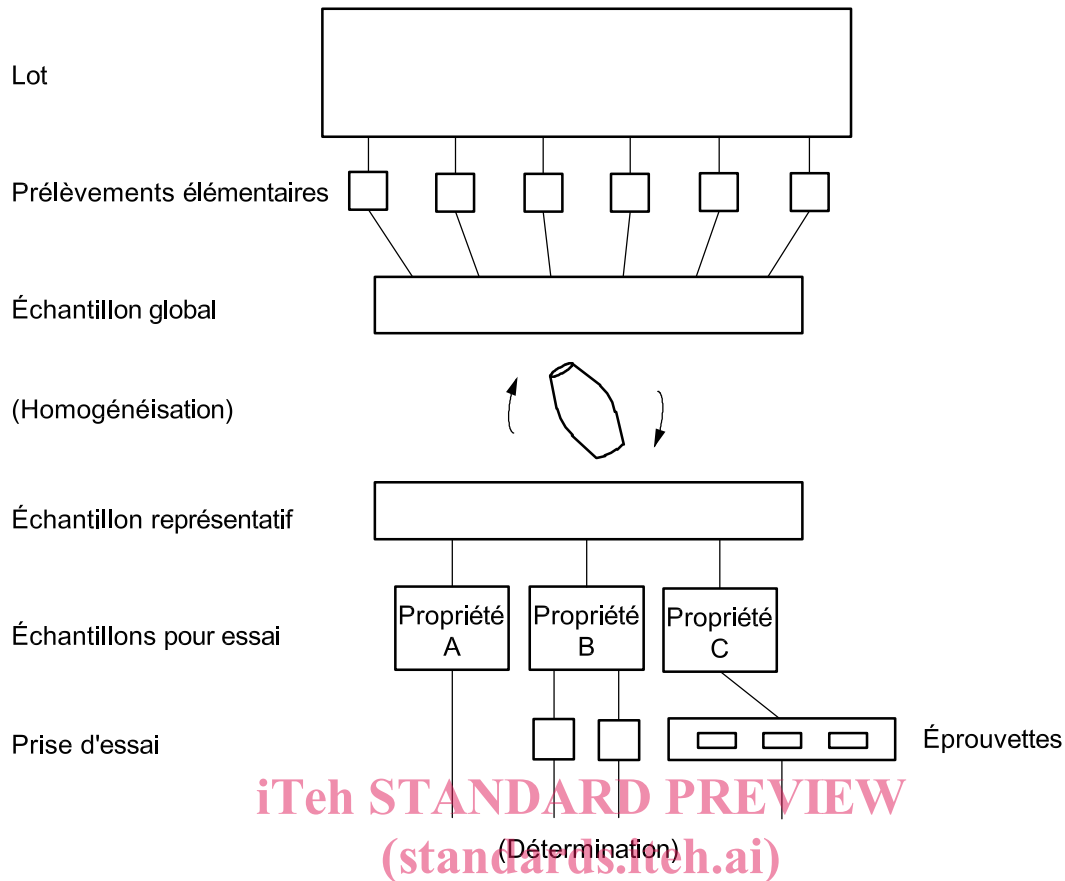 Lot
Prélèvements élémentaires
Échantillon global
(Homogénéisation)
Échantillon représentatif
Échantillons pour essai
Propriété
A
Propriété
B
Propriété
C
Prise d'essai
Éprouvettes
iTeh STANDARD PREVIEW
(Détermination)
(standards.iteh.ai)